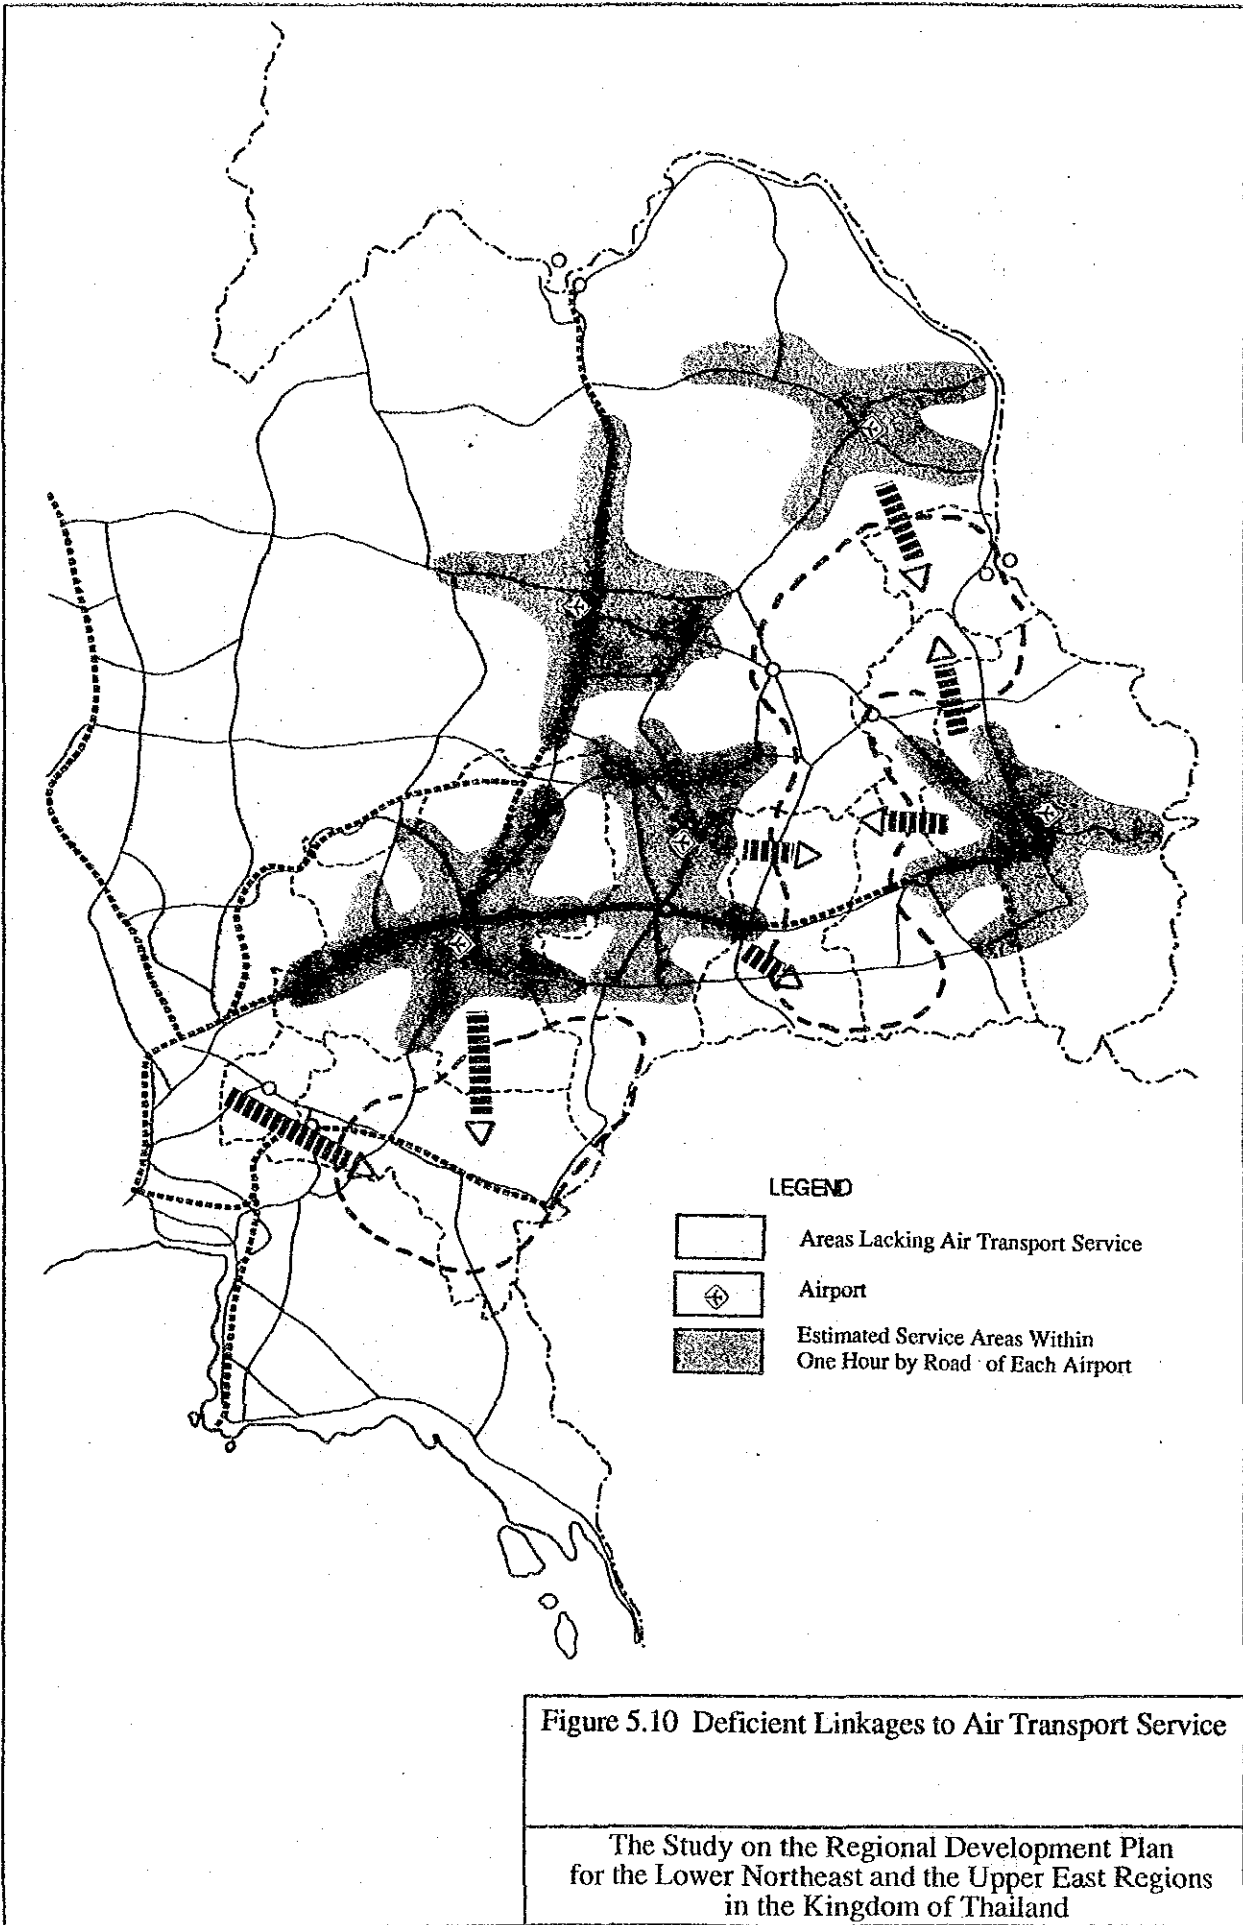 LEGEND
Areas Lacking Air Transport Service
Airport
Estimated Service Areas Within
One Hour by Road of Each Airport
Figure 5.10 Deficient Linkages to Air Transport Service
The Study on the Regional Development Plan
for the Lower Northeast and the Upper East Regions
in the Kingdom of Thailand